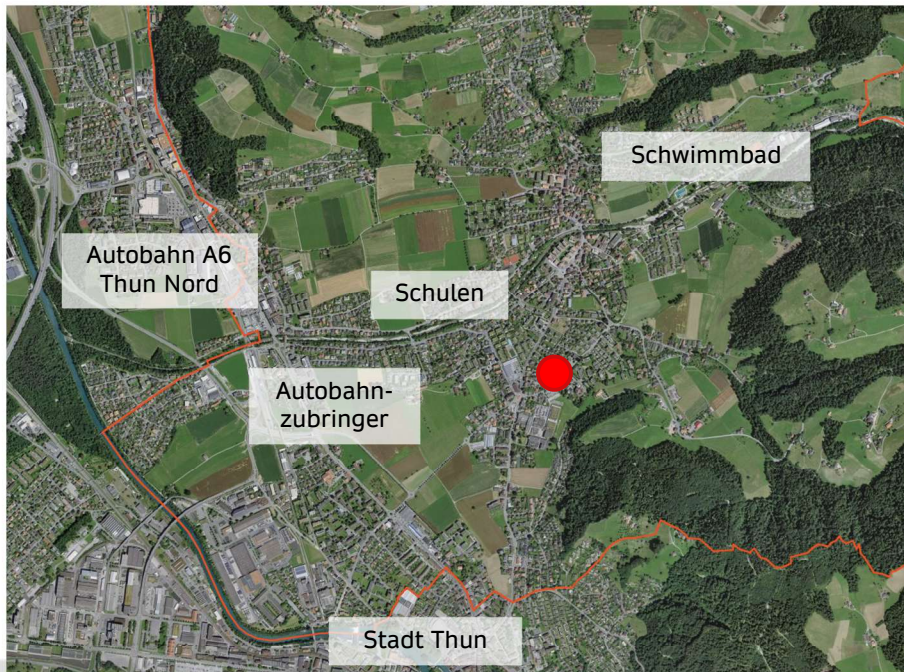 Schwimmbad
Autobahn A6
Thun Nord
Schulen
Autobahn-
zubringer
Stadt Thun